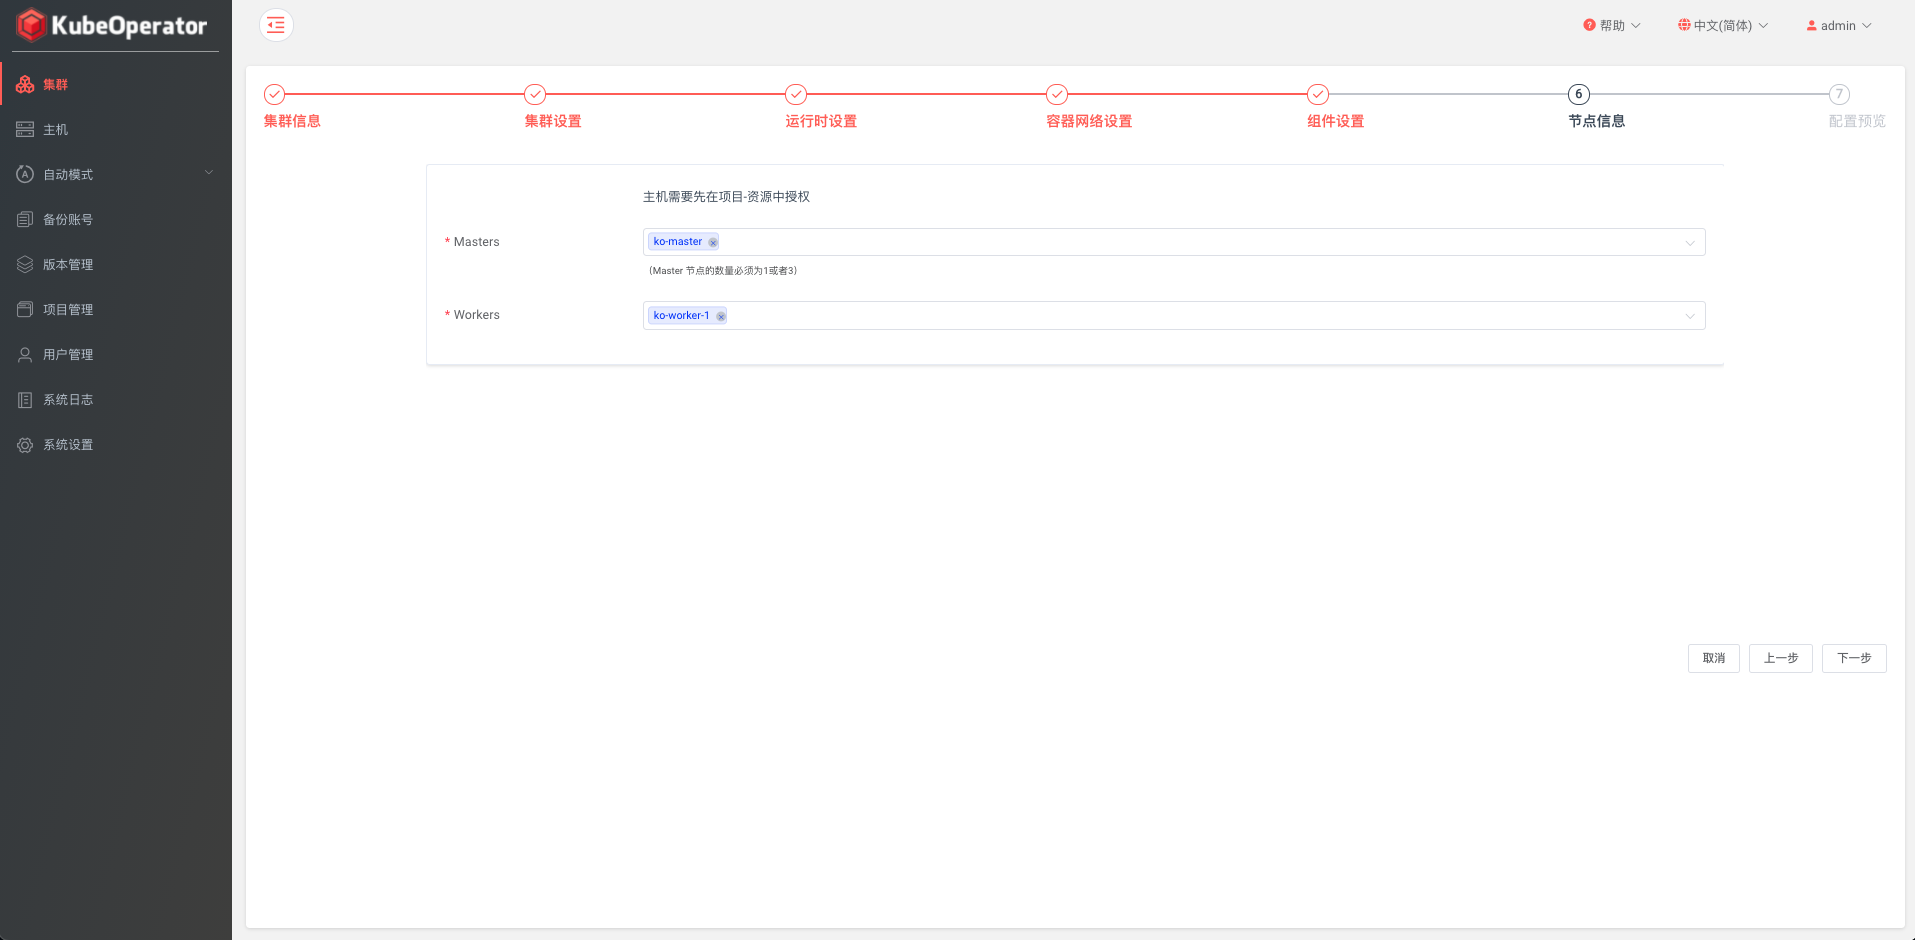 KubeOperator
帮助
中文(简体)
admin
集群
主机
自动模式
备份账号
版本管理
项目管理
用户管理
系统日志
系统设置
6
7
集群信息
集群设置
运行时设置
容器网络设置
组件设置
节点信息
配置预览
主机需要先在项目-资源中授权
* Masters
ko-master
(Master 节点的数量必须为1或者3)
* Workers
ko-worker-1
取消
上一步
下一步